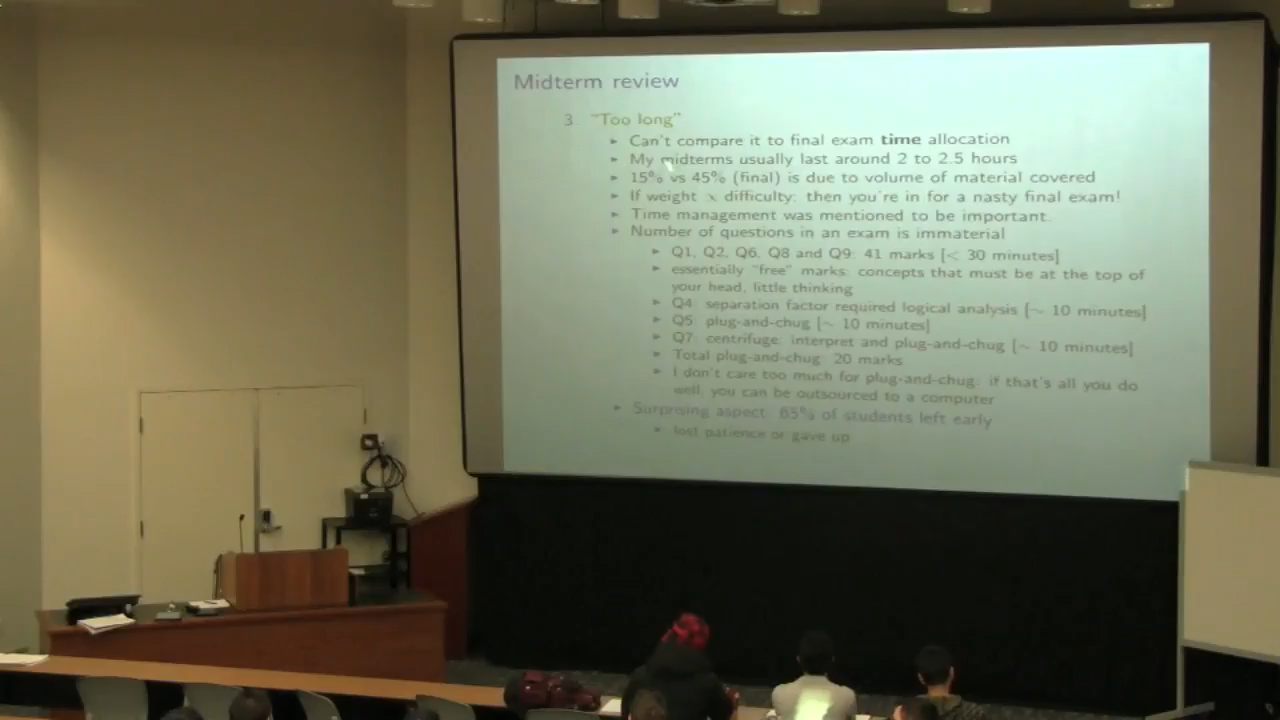 Midterm review
3. "Too long"
Can't compare it to final exam time allocation
My midterms usually last around 2 to 2.5 hours
15% vs 45% (final) is due to volume of material covered
If weight ∝ difficulty: then you're in for a nasty final exam!
Time management was mentioned to be important.
Number of questions in an exam is immaterial
Q1, Q2, Q6, Q8 and Q9: 41 marks [< 30 minutes]
essentially "free" marks: concepts that must be at the top of
your head, little thinking
Q4: separation factor required logical analysis [∼ 10 minutes]
Q5: plug-and-chug [∼ 10 minutes]
Q7: centrifuge: interpret and plug-and-chug [∼ 10 minutes]
Total plug-and-chug: 20 marks
I don't care too much for plug-and-chug: if that's all you do
well, you can be outsourced to a computer
Surprising aspect: 65% of students left early
lost patience or gave up